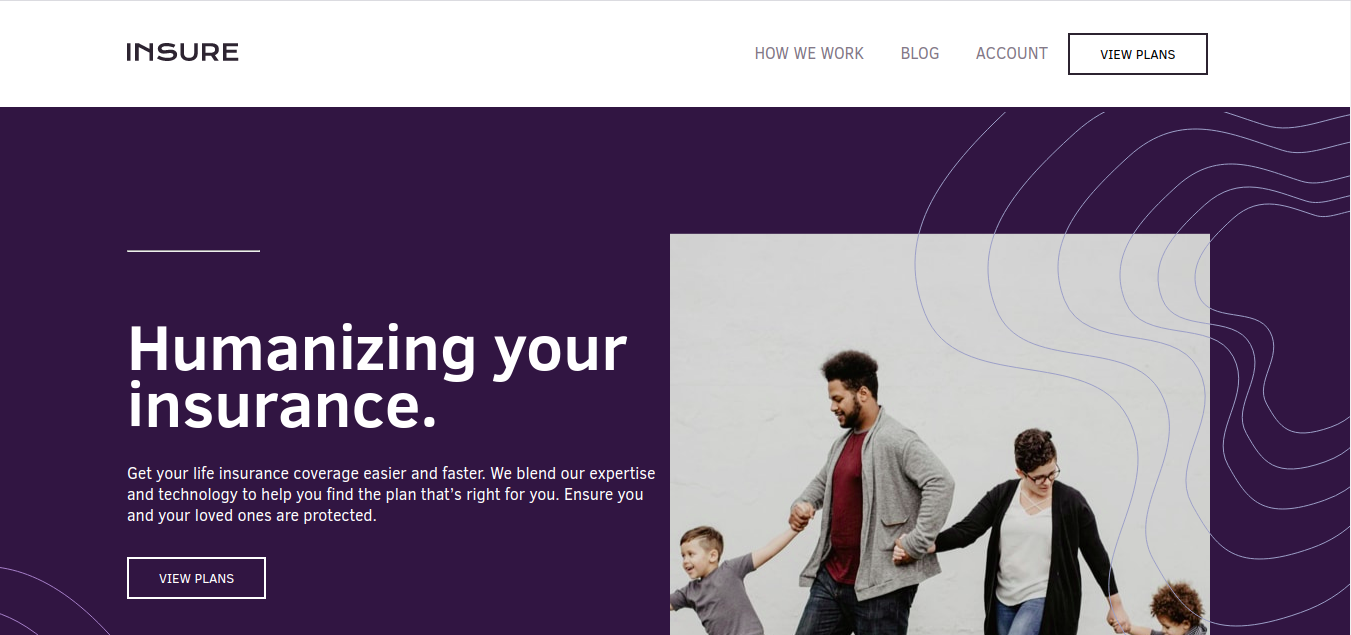 INSURE
HOW WE WORK
BLOG
ACCOUNT
VIEW PLANS
Humanizing your
insurance.
Get your life insurance coverage easier and faster. We blend our expertise
and technology to help you find the plan that's right for you. Ensure you
and your loved ones are protected.
VIEW PLANS